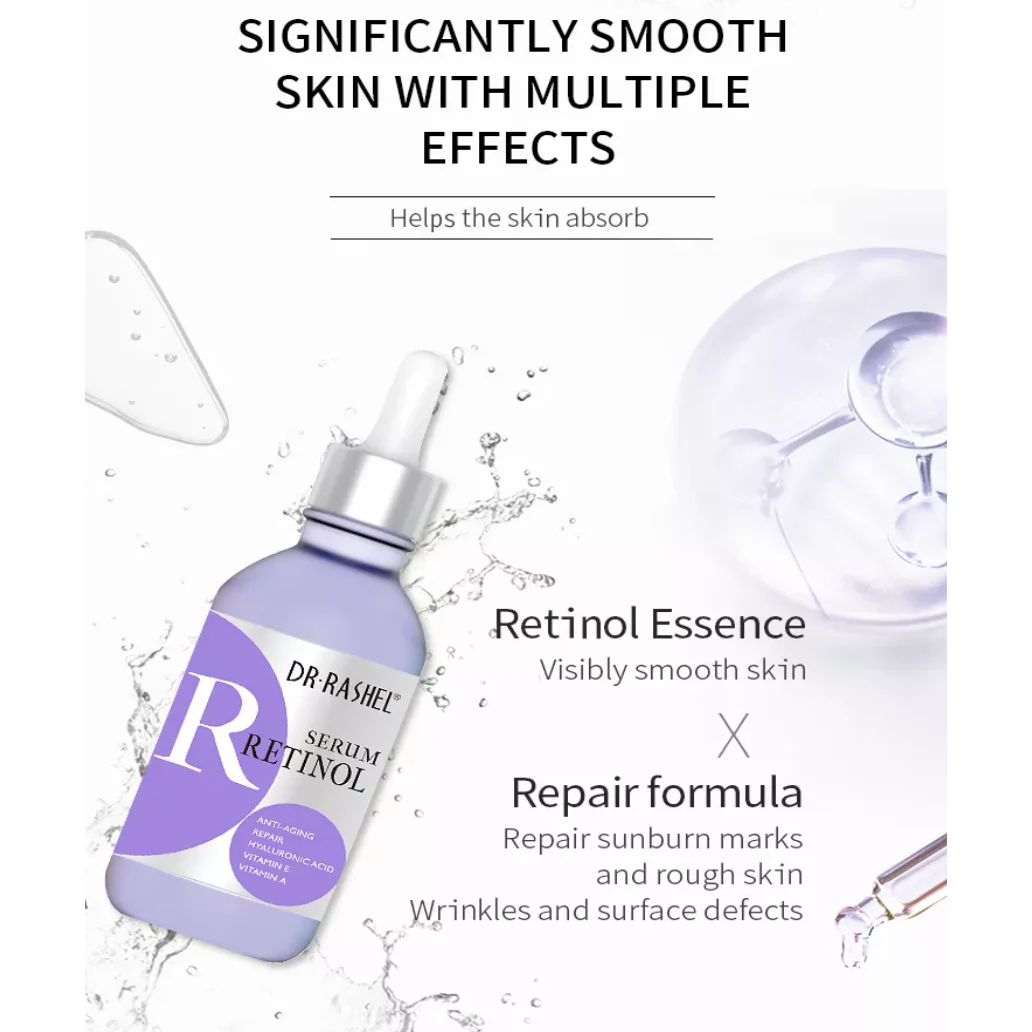 SIGNIFICANTLY SMOOTH
SKIN WITH MULTIPLE
EFFECTS
Helps the skin absorb
DR·RASHEL®
R
SERUM
RETINOL
ANTI-AGING
REPAIR
HYALURONIC ACID
VITAMIN E
VITAMIN A
Retinol Essence
Visibly smooth skin
X
Repair formula
Repair sunburn marks
and rough skin
Wrinkles and surface defects